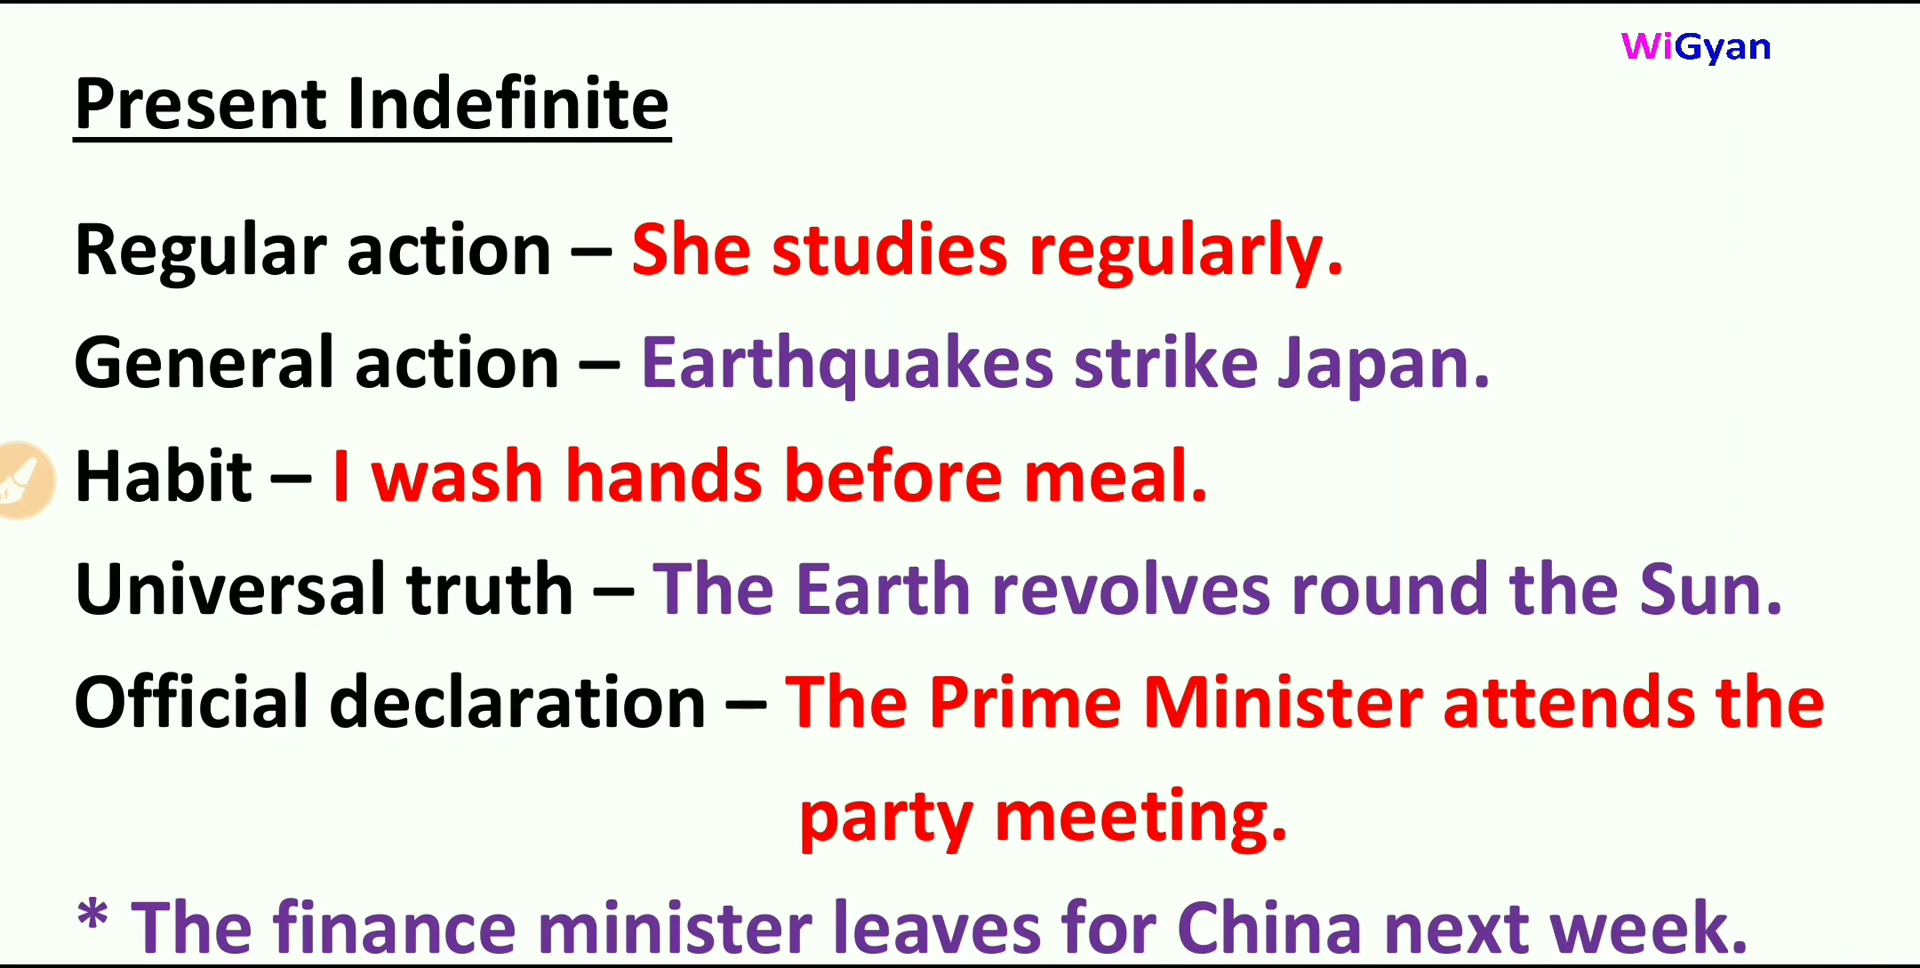 WiGyan
Present Indefinite
Regular action – She studies regularly.
General action – Earthquakes strike Japan.
Habit – I wash hands before meal.
Universal truth – The Earth revolves round the Sun.
Official declaration – The Prime Minister attends the
party meeting.
* The finance minister leaves for China next week.